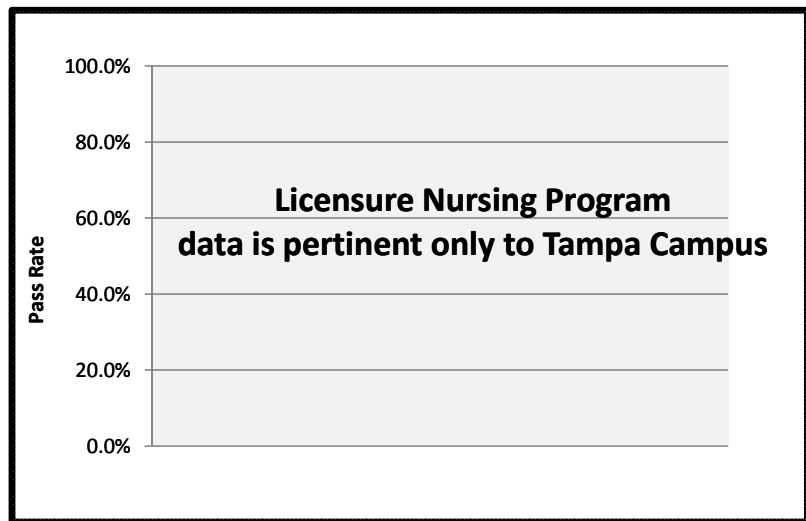 100.0%
80.0%
Licensure Nursing Program
60.0%
data is pertinent only to Tampa Campus
40.0%
20.0%
0.0%
Pass Rate